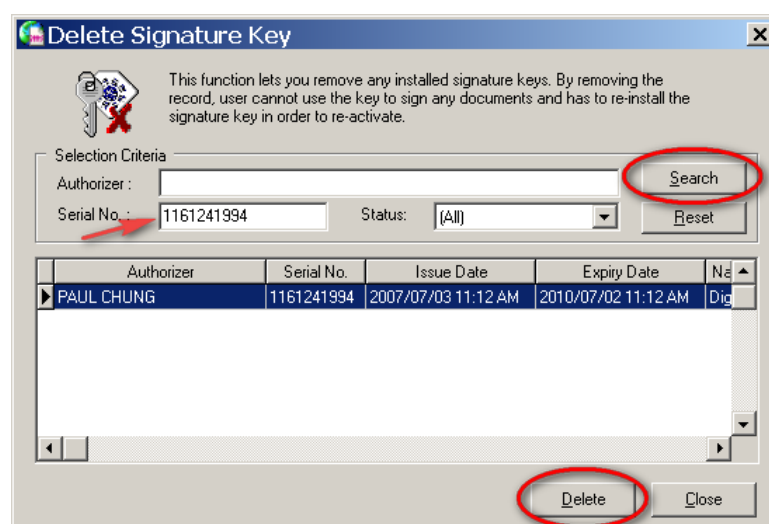 Delete Signature Key
This function lets you remove any installed signature keys. By removing the
record, user cannot use the key to sign any documents and has to re-install the
signature key in order to re-activate.
Selection Criteria
Authorizer :
Search
Serial No. : 1161241994 Status: (All) Reset
Authorizer Serial No. Issue Date Expiry Date Na
PAUL CHUNG 1161241994 2007/07/03 11:12 AM 2010/07/02 11:12 AM Dig
Delete Close